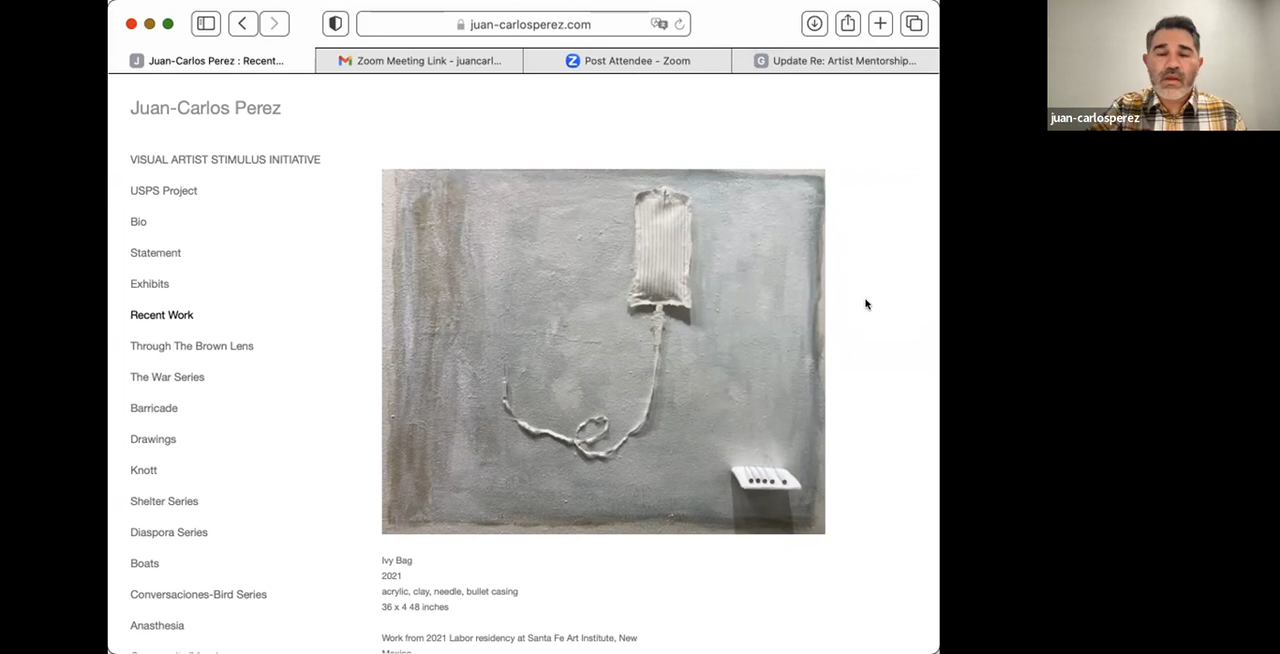 juan-carlosperez.com
J Juan-Carlos Perez : Recent...
Zoom Meeting Link - juancarl...
Post Attendee - Zoom
G Update Re: Artist Mentorship...
juan-carlosperez
Juan-Carlos Perez
VISUAL ARTIST STIMULUS INITIATIVE
USPS Project
Bio
Statement
Exhibits
Recent Work
Through The Brown Lens
The War Series
Barricade
Drawings
Knott
Shelter Series
Diaspora Series
Boats
Conversaciones-Bird Series
Anasthesia
Ivy Bag
2021
acrylic, clay, needle, bullet casing
36 x 4 48 inches
Work from 2021 Labor residency at Santa Fe Art Institute, New
Mexico